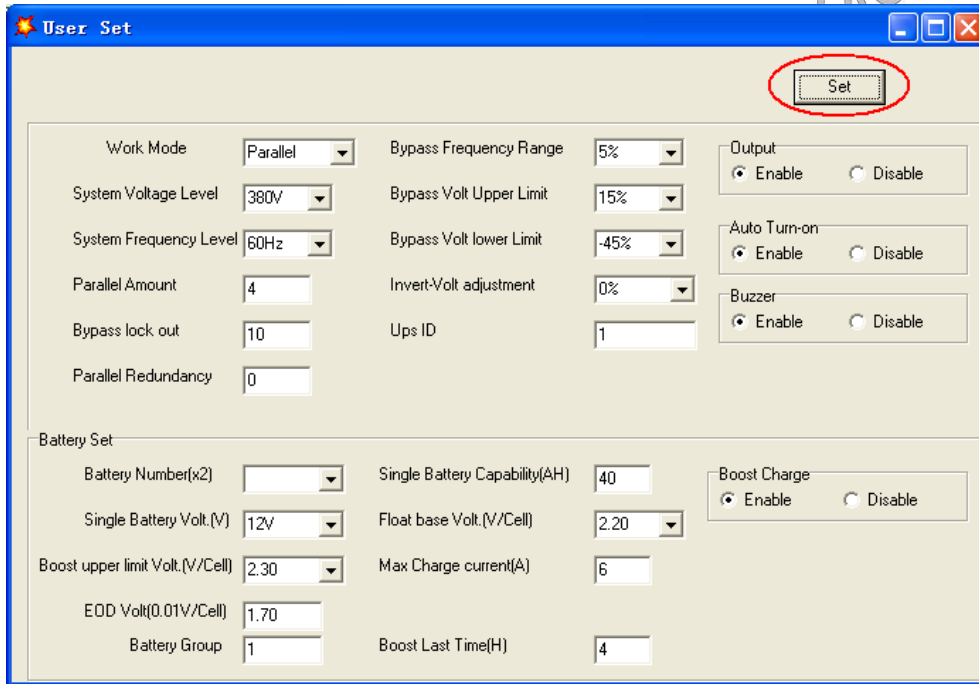 User Set
Set
Work Mode Parallel Bypass Frequency Range 5% Output
Enable Disable
System Voltage Level 380V Bypass Volt Upper Limit 15%
Auto Turn-on
System Frequency Level 60Hz Bypass Volt lower Limit -45% Enable Disable
Parallel Amount 4 Invert-Volt adjustment 0%
Buzzer
Bypass lock out 10 Ups ID 1 Enable Disable
Parallel Redundancy 0
Battery Set
Battery Number(x2) Single Battery Capability(AH) 40 Boost Charge
Enable Disable
Single Battery Volt.(V) 12V Float base Volt.(V/Cell) 2.20
Boost upper limit Volt.(V/Cell) 2.30 Max Charge current(A) 6
EOD Volt(0.01V/Cell) 1.70
Battery Group 1 Boost Last Time(H) 4